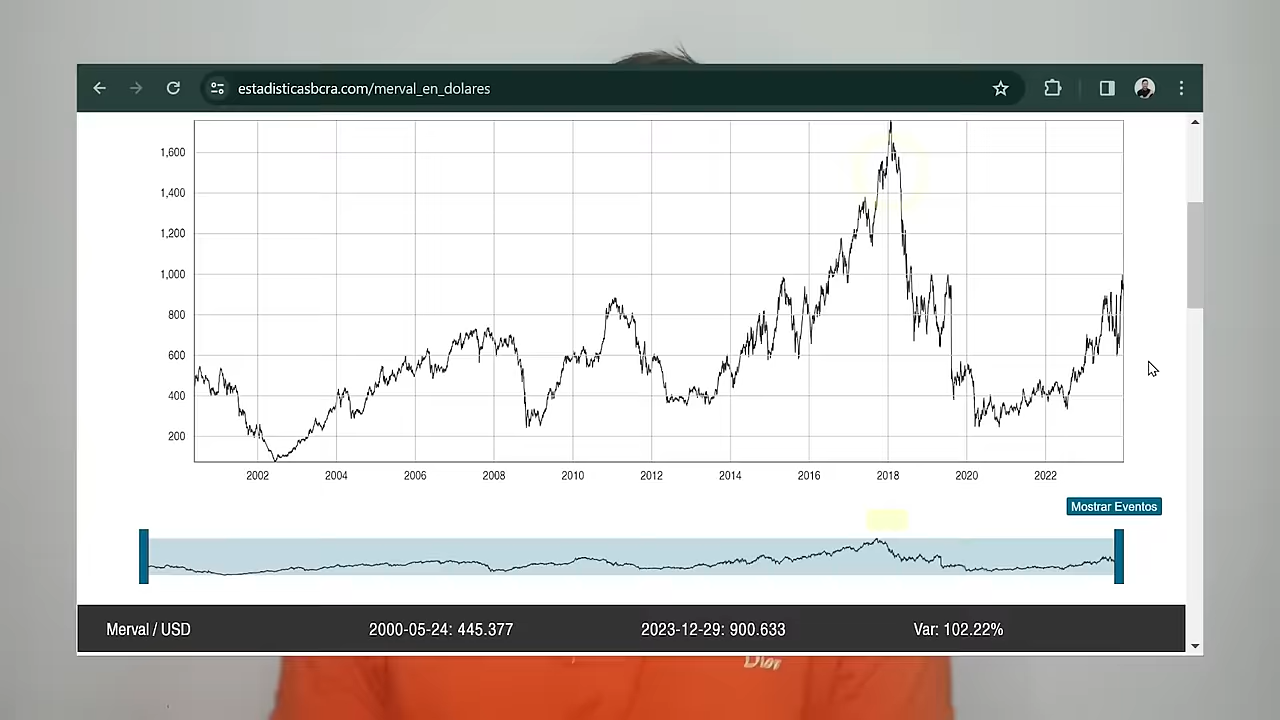 estadisticasbcra.com/merval_en_dolares
1,600
1,400
1,200
1,000
800
600
400
200
2002 2004 2006 2008 2010 2012 2014 2016 2018 2020 2022
Mostrar Eventos
Merval / USD 2000-05-24: 445.377 2023-12-29: 900.633 Var: 102.22%
Dior